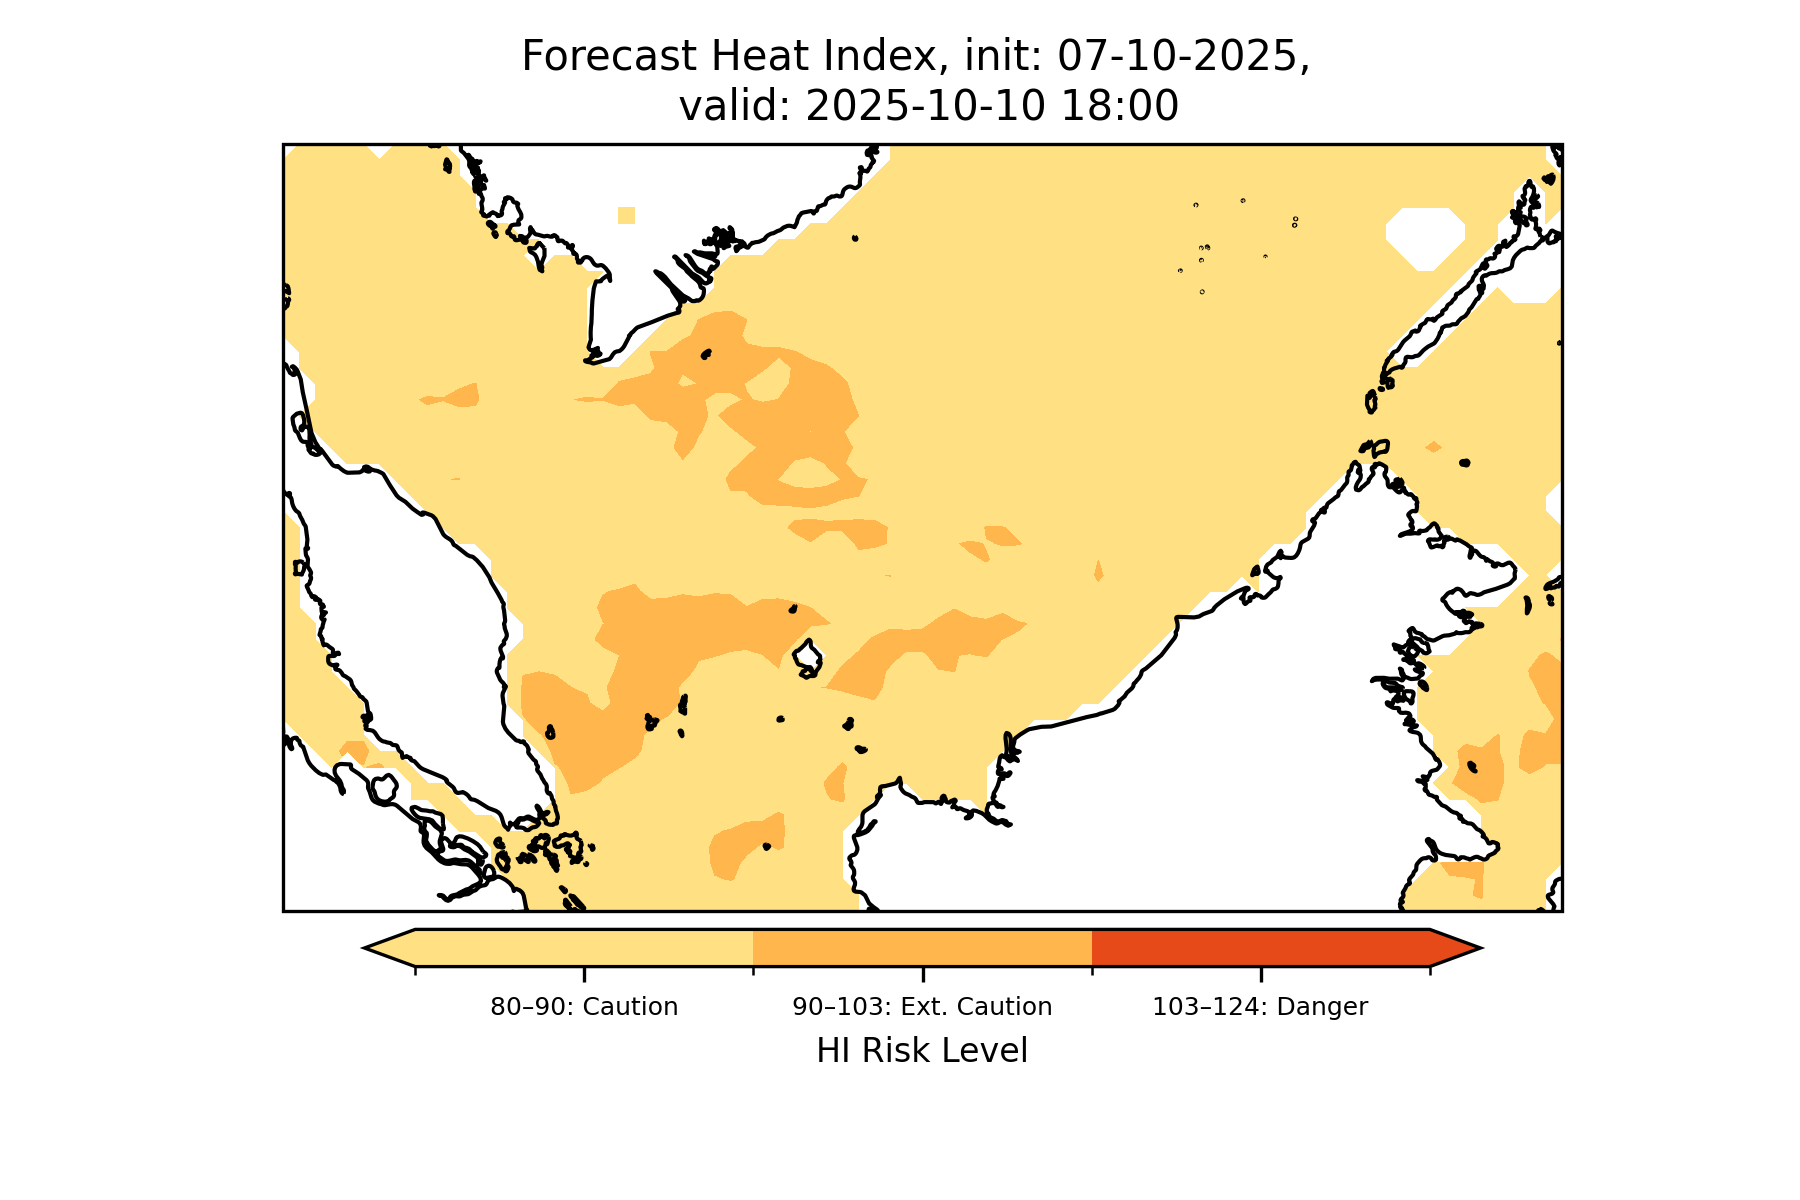 Forecast Heat Index, init: 07-10-2025,
valid: 2025-10-10 18:00
80–90: Caution
90–103: Ext. Caution
103–124: Danger
HI Risk Level